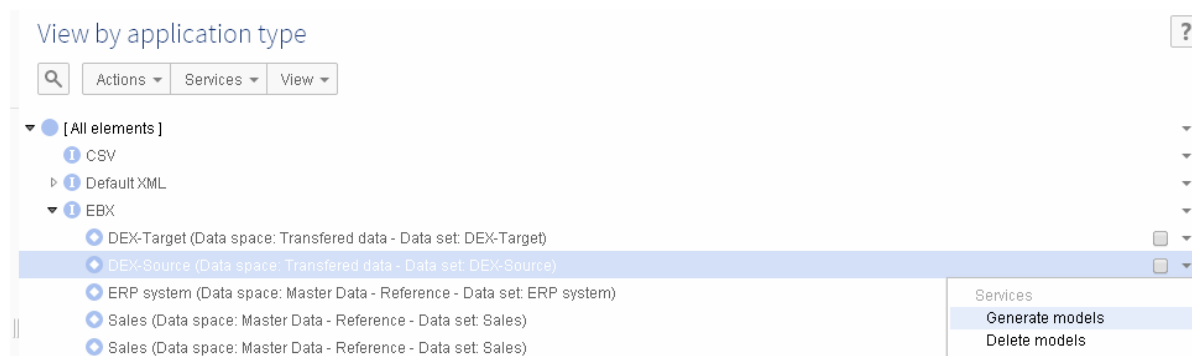 View by application type
?
Actions Services View
[ All elements ]
CSV
Default XML
EBX
DEX-Target (Data space: Transfered data - Data set: DEX-Target)
DEX-Source (Data space: Transfered data - Data set: DEX-Source)
ERP system (Data space: Master Data - Reference - Data set: ERP system)
Services
Generate models
Sales (Data space: Master Data - Reference - Data set: Sales)
Delete models
Sales (Data space: Master Data - Reference - Data set: Sales)